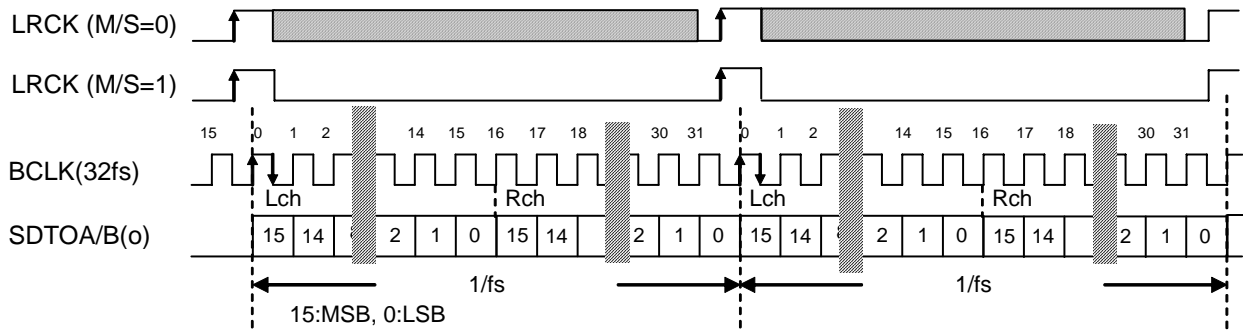 LRCK (M/S=0)
LRCK (M/S=1)
15 0 1 2 14 15 16 17 18 30 31 0 1 2 14 15 16 17 18 30 31
BCLK(32fs)
Lch Rch Lch Rch
SDTOA/B(o)
15 14 2 1 0 15 14 2 1 0 15 14 2 1 0 15 14 2 1 0
1/fs 1/fs
15:MSB, 0:LSB